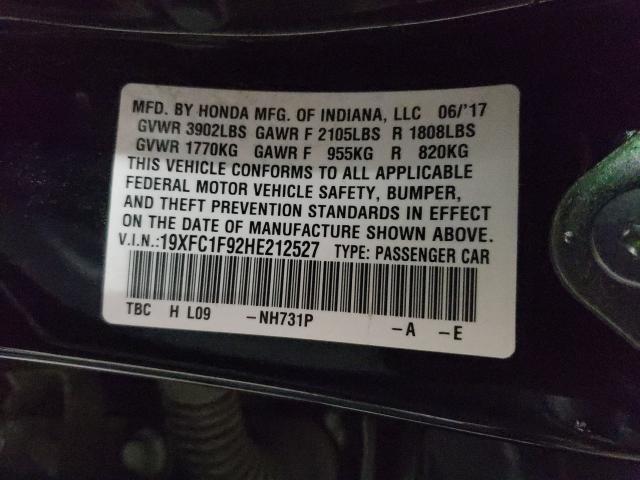 MFD. BY HONDA MFG. OF INDIANA, LLC 06/'17
GVWR 3902LBS GAWR F 2105LBS R 1808LBS
GVWR 1770KG GAWR F 955KG R 820KG
THIS VEHICLE CONFORMS TO ALL APPLICABLE
FEDERAL MOTOR VEHICLE SAFETY, BUMPER,
AND THEFT PREVENTION STANDARDS IN EFFECT
ON THE DATE OF MANUFACTURE SHOWN ABOVE.
V.I.N.:19XFC1F92HE212527 TYPE: PASSENGER CAR
TBC H L09 -NH731P -A -E